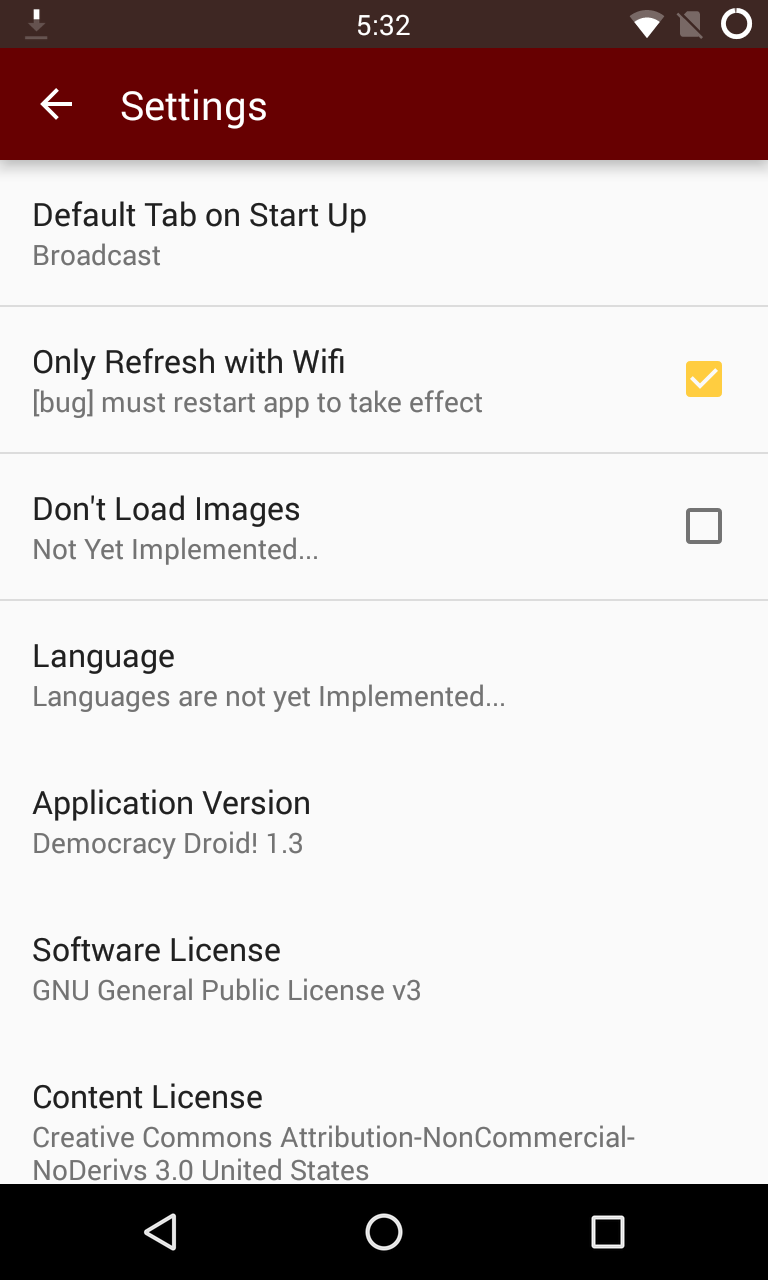 5:32
Settings
Default Tab on Start Up
Broadcast
Only Refresh with Wifi
[bug] must restart app to take effect
Don't Load Images
Not Yet Implemented...
Language
Languages are not yet Implemented...
Application Version
Democracy Droid! 1.3
Software License
GNU General Public License v3
Content License
Creative Commons Attribution-NonCommercial-
NoDerivs 3.0 United States